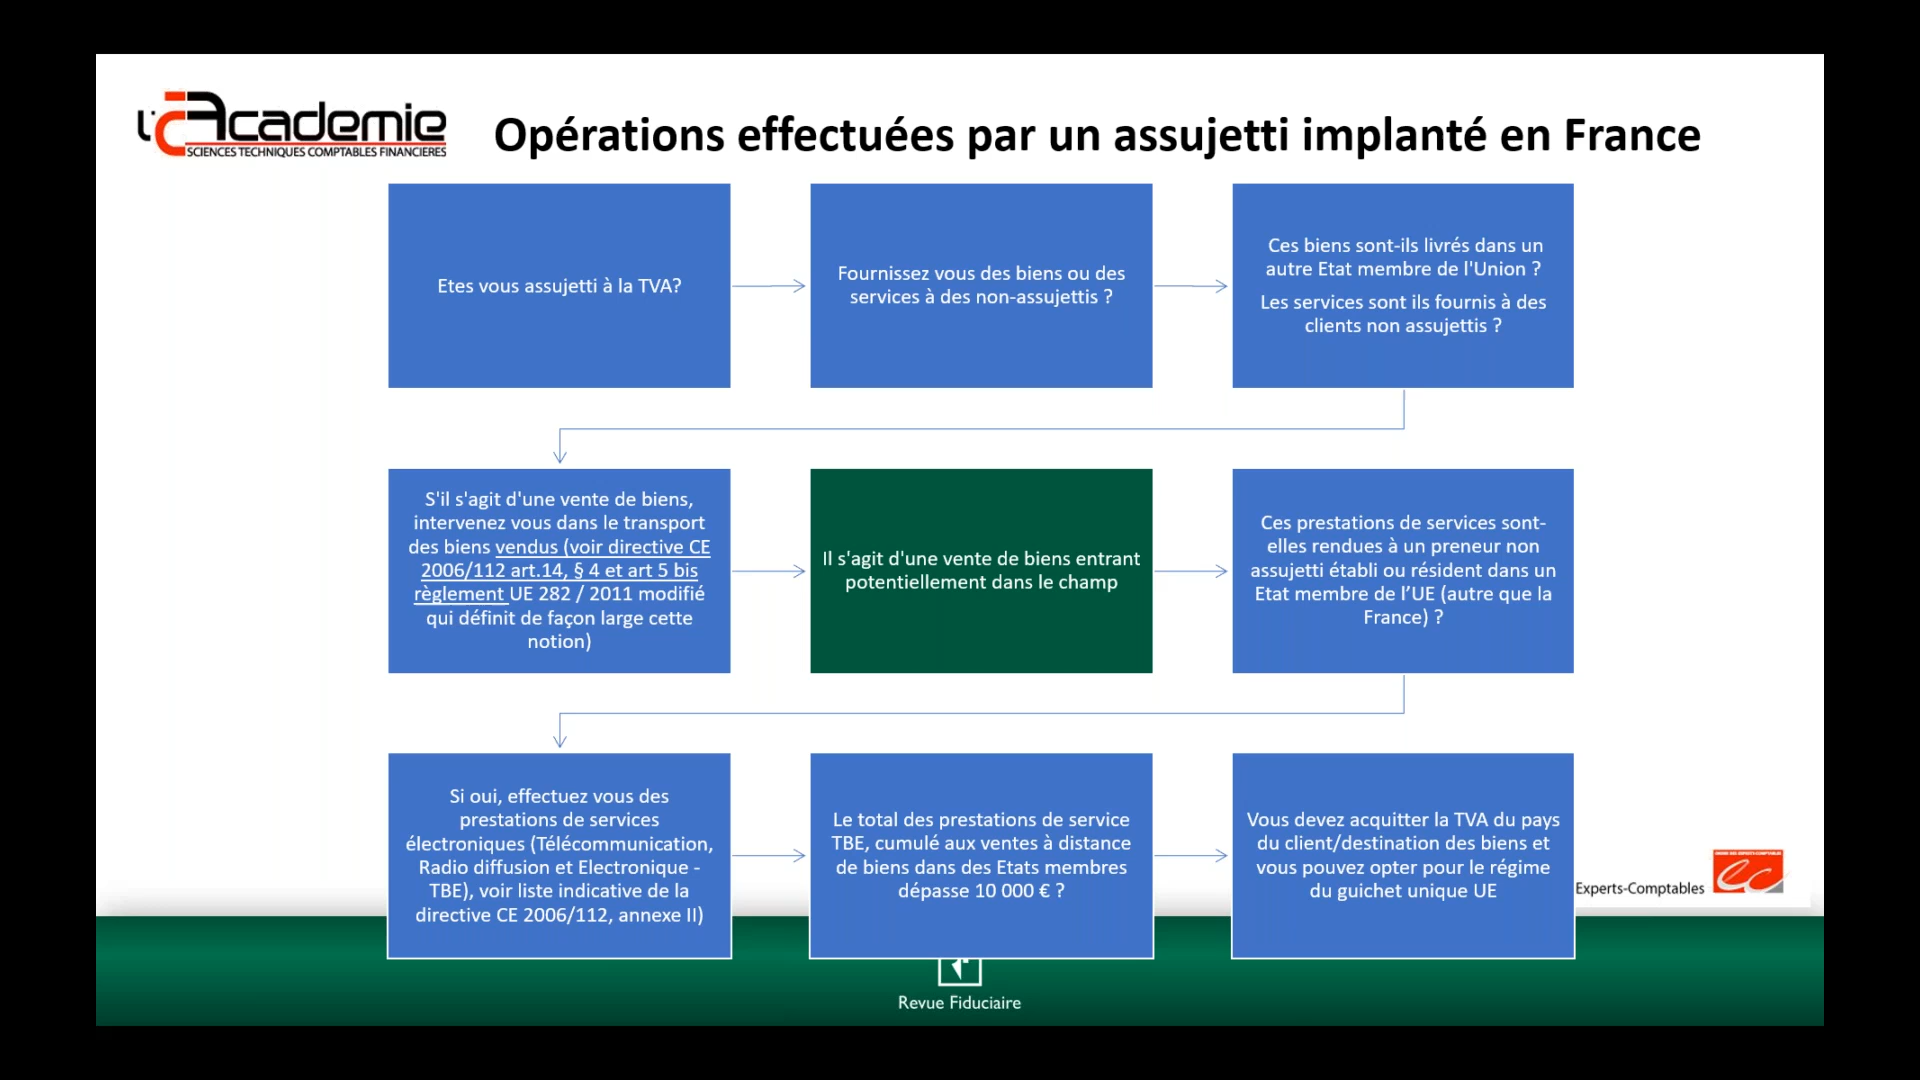 l'Academie
SCIENCES TECHNIQUES COMPTABLES FINANCIERES
Opérations effectuées par un assujetti implanté en France
Etes vous assujetti à la TVA?
Fournissez vous des biens ou des
services à des non-assujettis ?
Ces biens sont-ils livrés dans un
autre Etat membre de l'Union ?
Les services sont ils fournis à des
clients non assujettis ?
S'il s'agit d'une vente de biens,
intervenez vous dans le transport
des biens vendus (voir directive CE
2006/112 art.14, § 4 et art 5 bis
règlement UE 282 / 2011 modifié
qui définit de façon large cette
notion)
Il s'agit d'une vente de biens entrant
potentiellement dans le champ
Ces prestations de services sont-
elles rendues à un preneur non
assujetti établi ou résident dans un
Etat membre de l’UE (autre que la
France) ?
Si oui, effectuez vous des
prestations de services
électroniques (Télécommunication,
Radio diffusion et Electronique -
TBE), voir liste indicative de la
directive CE 2006/112, annexe II)
Le total des prestations de service
TBE, cumulé aux ventes à distance
de biens dans des Etats membres
dépasse 10 000 € ?
Vous devez acquitter la TVA du pays
du client/destination des biens et
vous pouvez opter pour le régime
du guichet unique UE
Experts-Comptables
ec
Revue Fiduciaire